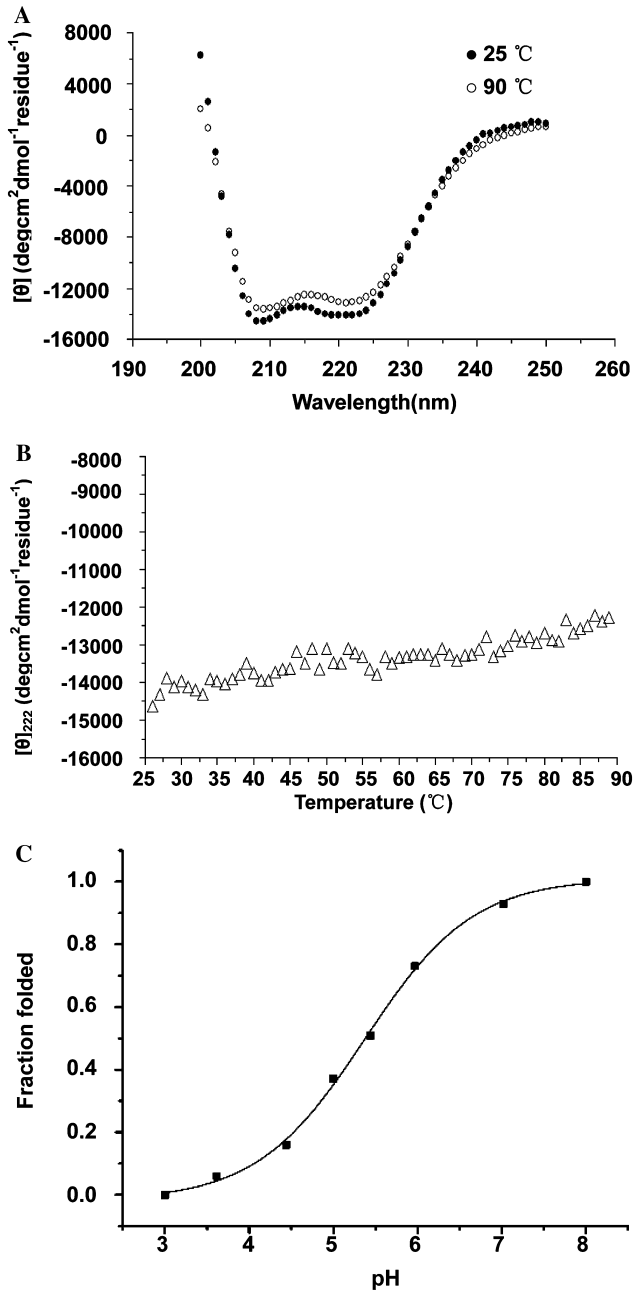 A
8000
4000
0
-4000
-8000
-12000
-16000
[θ] (degcm²dmol⁻¹residue⁻¹)
25 ℃
90 ℃
190 200 210 220 230 240 250 260
Wavelength(nm)
B
-8000
-9000
-10000
-11000
-12000
-13000
-14000
-15000
-16000
[θ]₂₂₂ (degcm²dmol⁻¹residue⁻¹)
25 30 35 40 45 50 55 60 65 70 75 80 85 90
Temperature (℃)
C
1.0
0.8
0.6
0.4
0.2
0.0
Fraction folded
3 4 5 6 7 8
pH